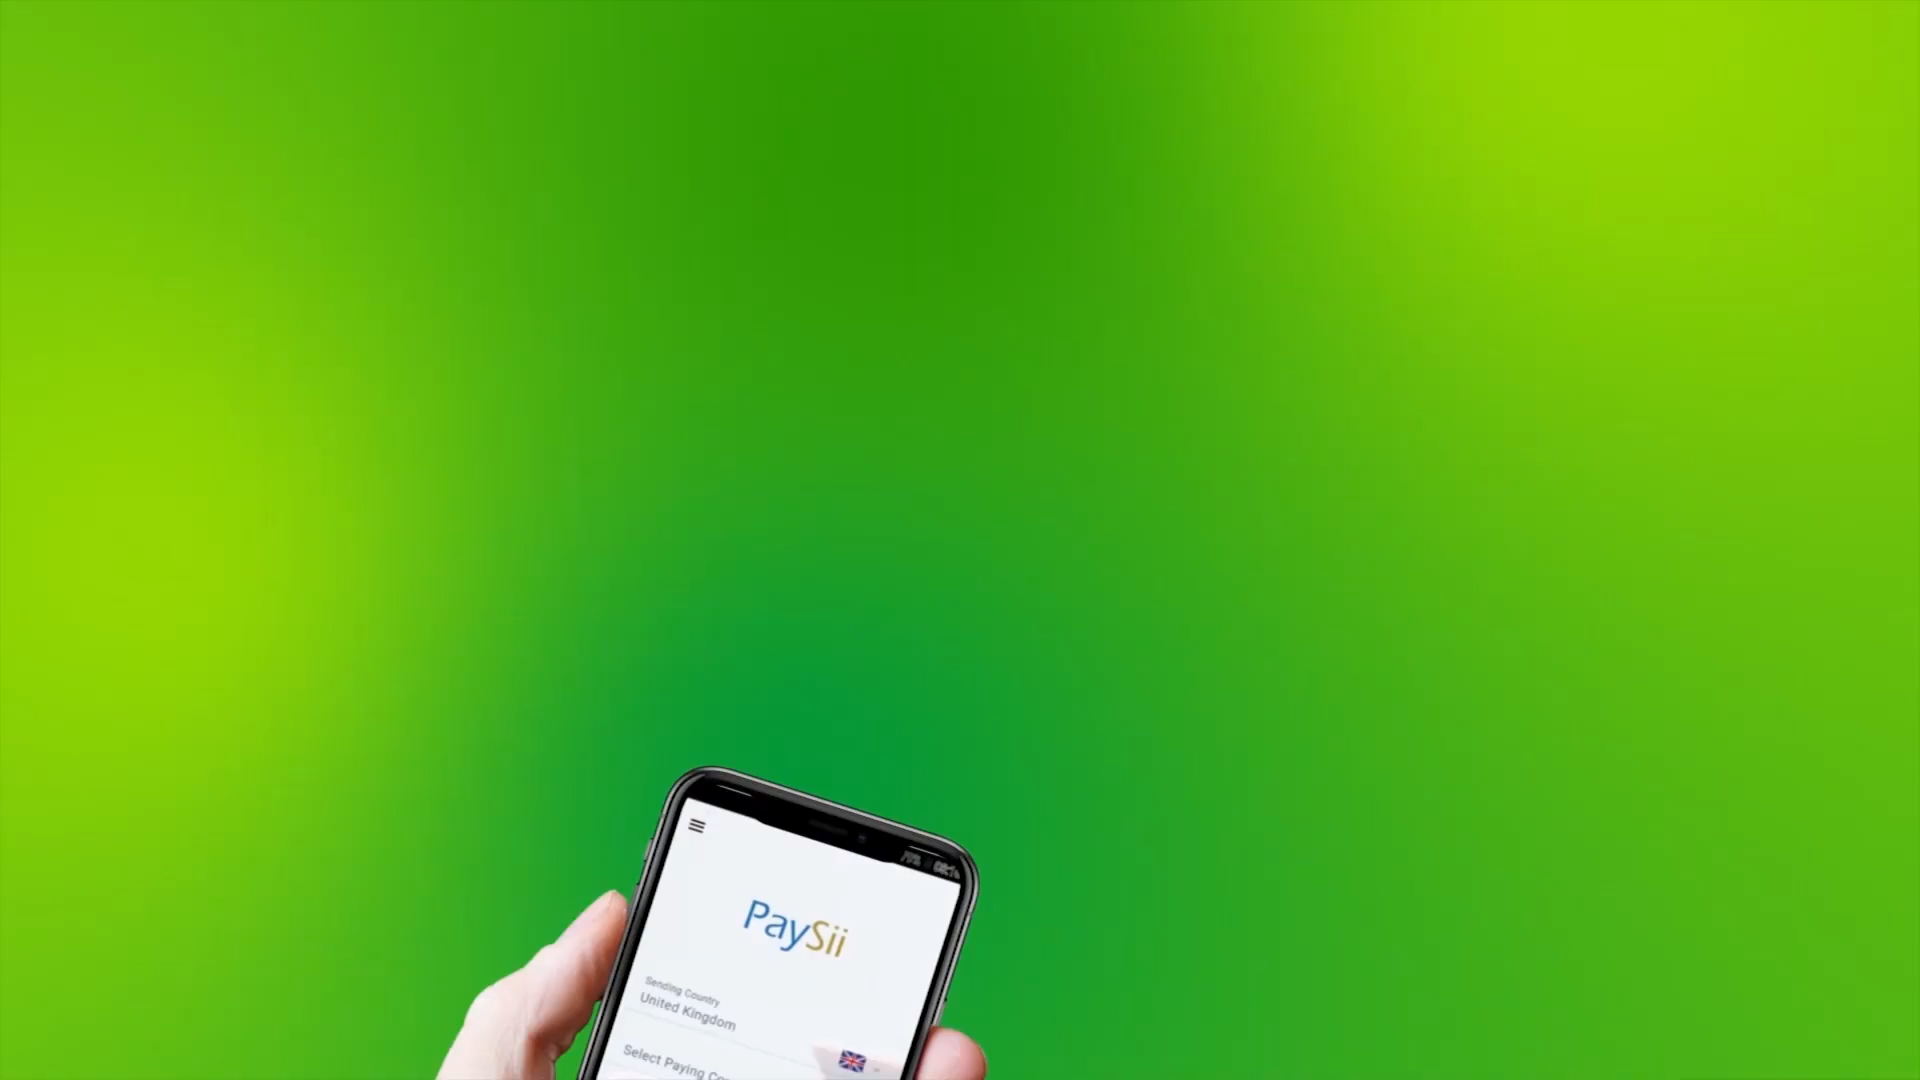 PaySii
Sending Country
United Kingdom
Select Paying